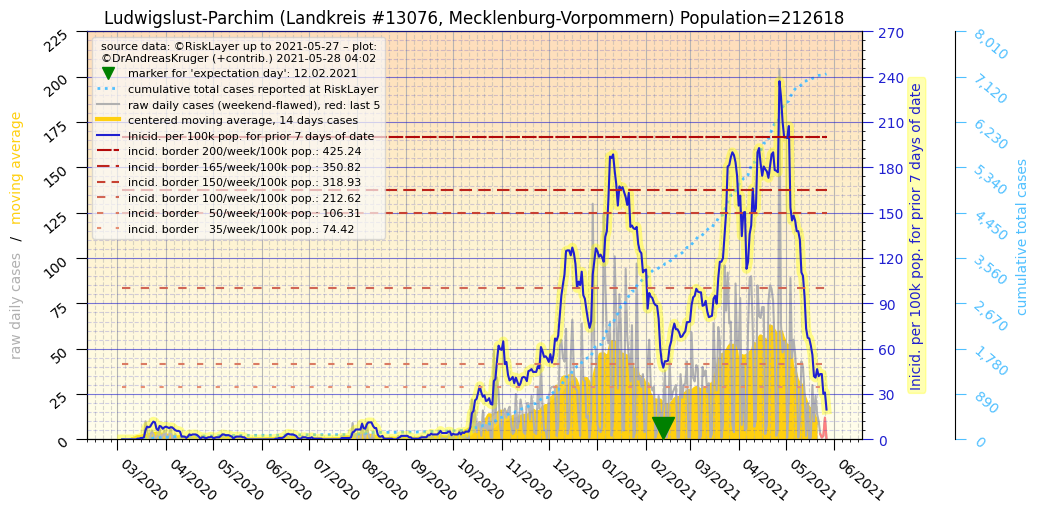 Ludwigslust-Parchim (Landkreis #13076, Mecklenburg-Vorpommern) Population=212618
source data: ©RiskLayer up to 2021-05-27 – plot:
©DrAndreasKruger (+contrib.) 2021-05-28 04:02
marker for 'expectation day': 12.02.2021
cumulative total cases reported at RiskLayer
raw daily cases (weekend-flawed), red: last 5
centered moving average, 14 days cases
Inicid. per 100k pop. for prior 7 days of date
incid. border 200/week/100k pop.: 425.24
incid. border 165/week/100k pop.: 350.82
incid. border 150/week/100k pop.: 318.93
incid. border 100/week/100k pop.: 212.62
incid. border   50/week/100k pop.: 106.31
incid. border   35/week/100k pop.: 74.42
raw daily cases   /   moving average
225
200
175
150
125
100
75
50
25
0
270
240
210
180
150
120
90
60
30
0
Inicid. per 100k pop. for prior 7 days of date
8,010
7,120
6,230
5,340
4,450
3,560
2,670
1,780
890
0
cumulative total cases
03/2020
04/2020
05/2020
06/2020
07/2020
08/2020
09/2020
10/2020
11/2020
12/2020
01/2021
02/2021
03/2021
04/2021
05/2021
06/2021